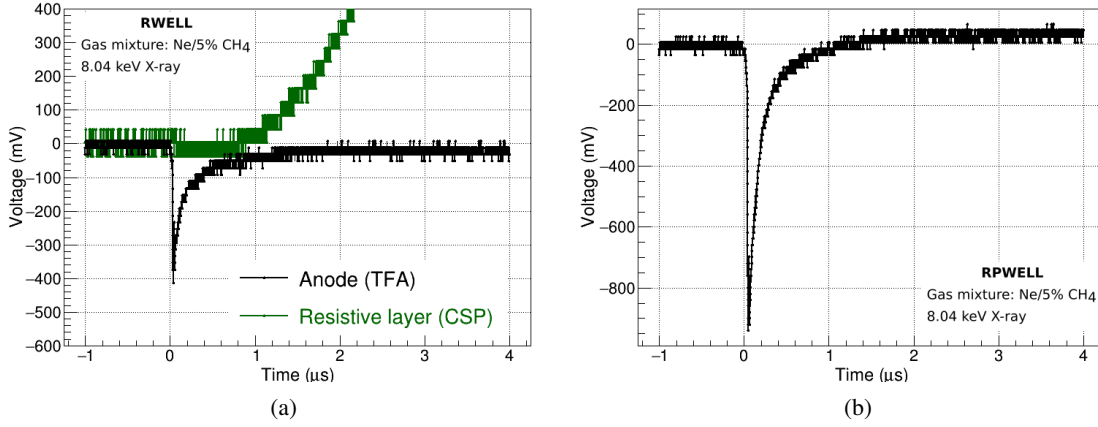 RWELL
Gas mixture: Ne/5% CH4
8.04 keV X-ray
400
300
200
100
0
−100
−200
−300
−400
−500
−600
Voltage (mV)
Anode (TFA)
Resistive layer (CSP)
−1 0 1 2 3 4
Time (μs)
(a)
0
−200
−400
−600
−800
Voltage (mV)
RPWELL
Gas mixture: Ne/5% CH4
8.04 keV X-ray
−1 0 1 2 3 4
Time (μs)
(b)